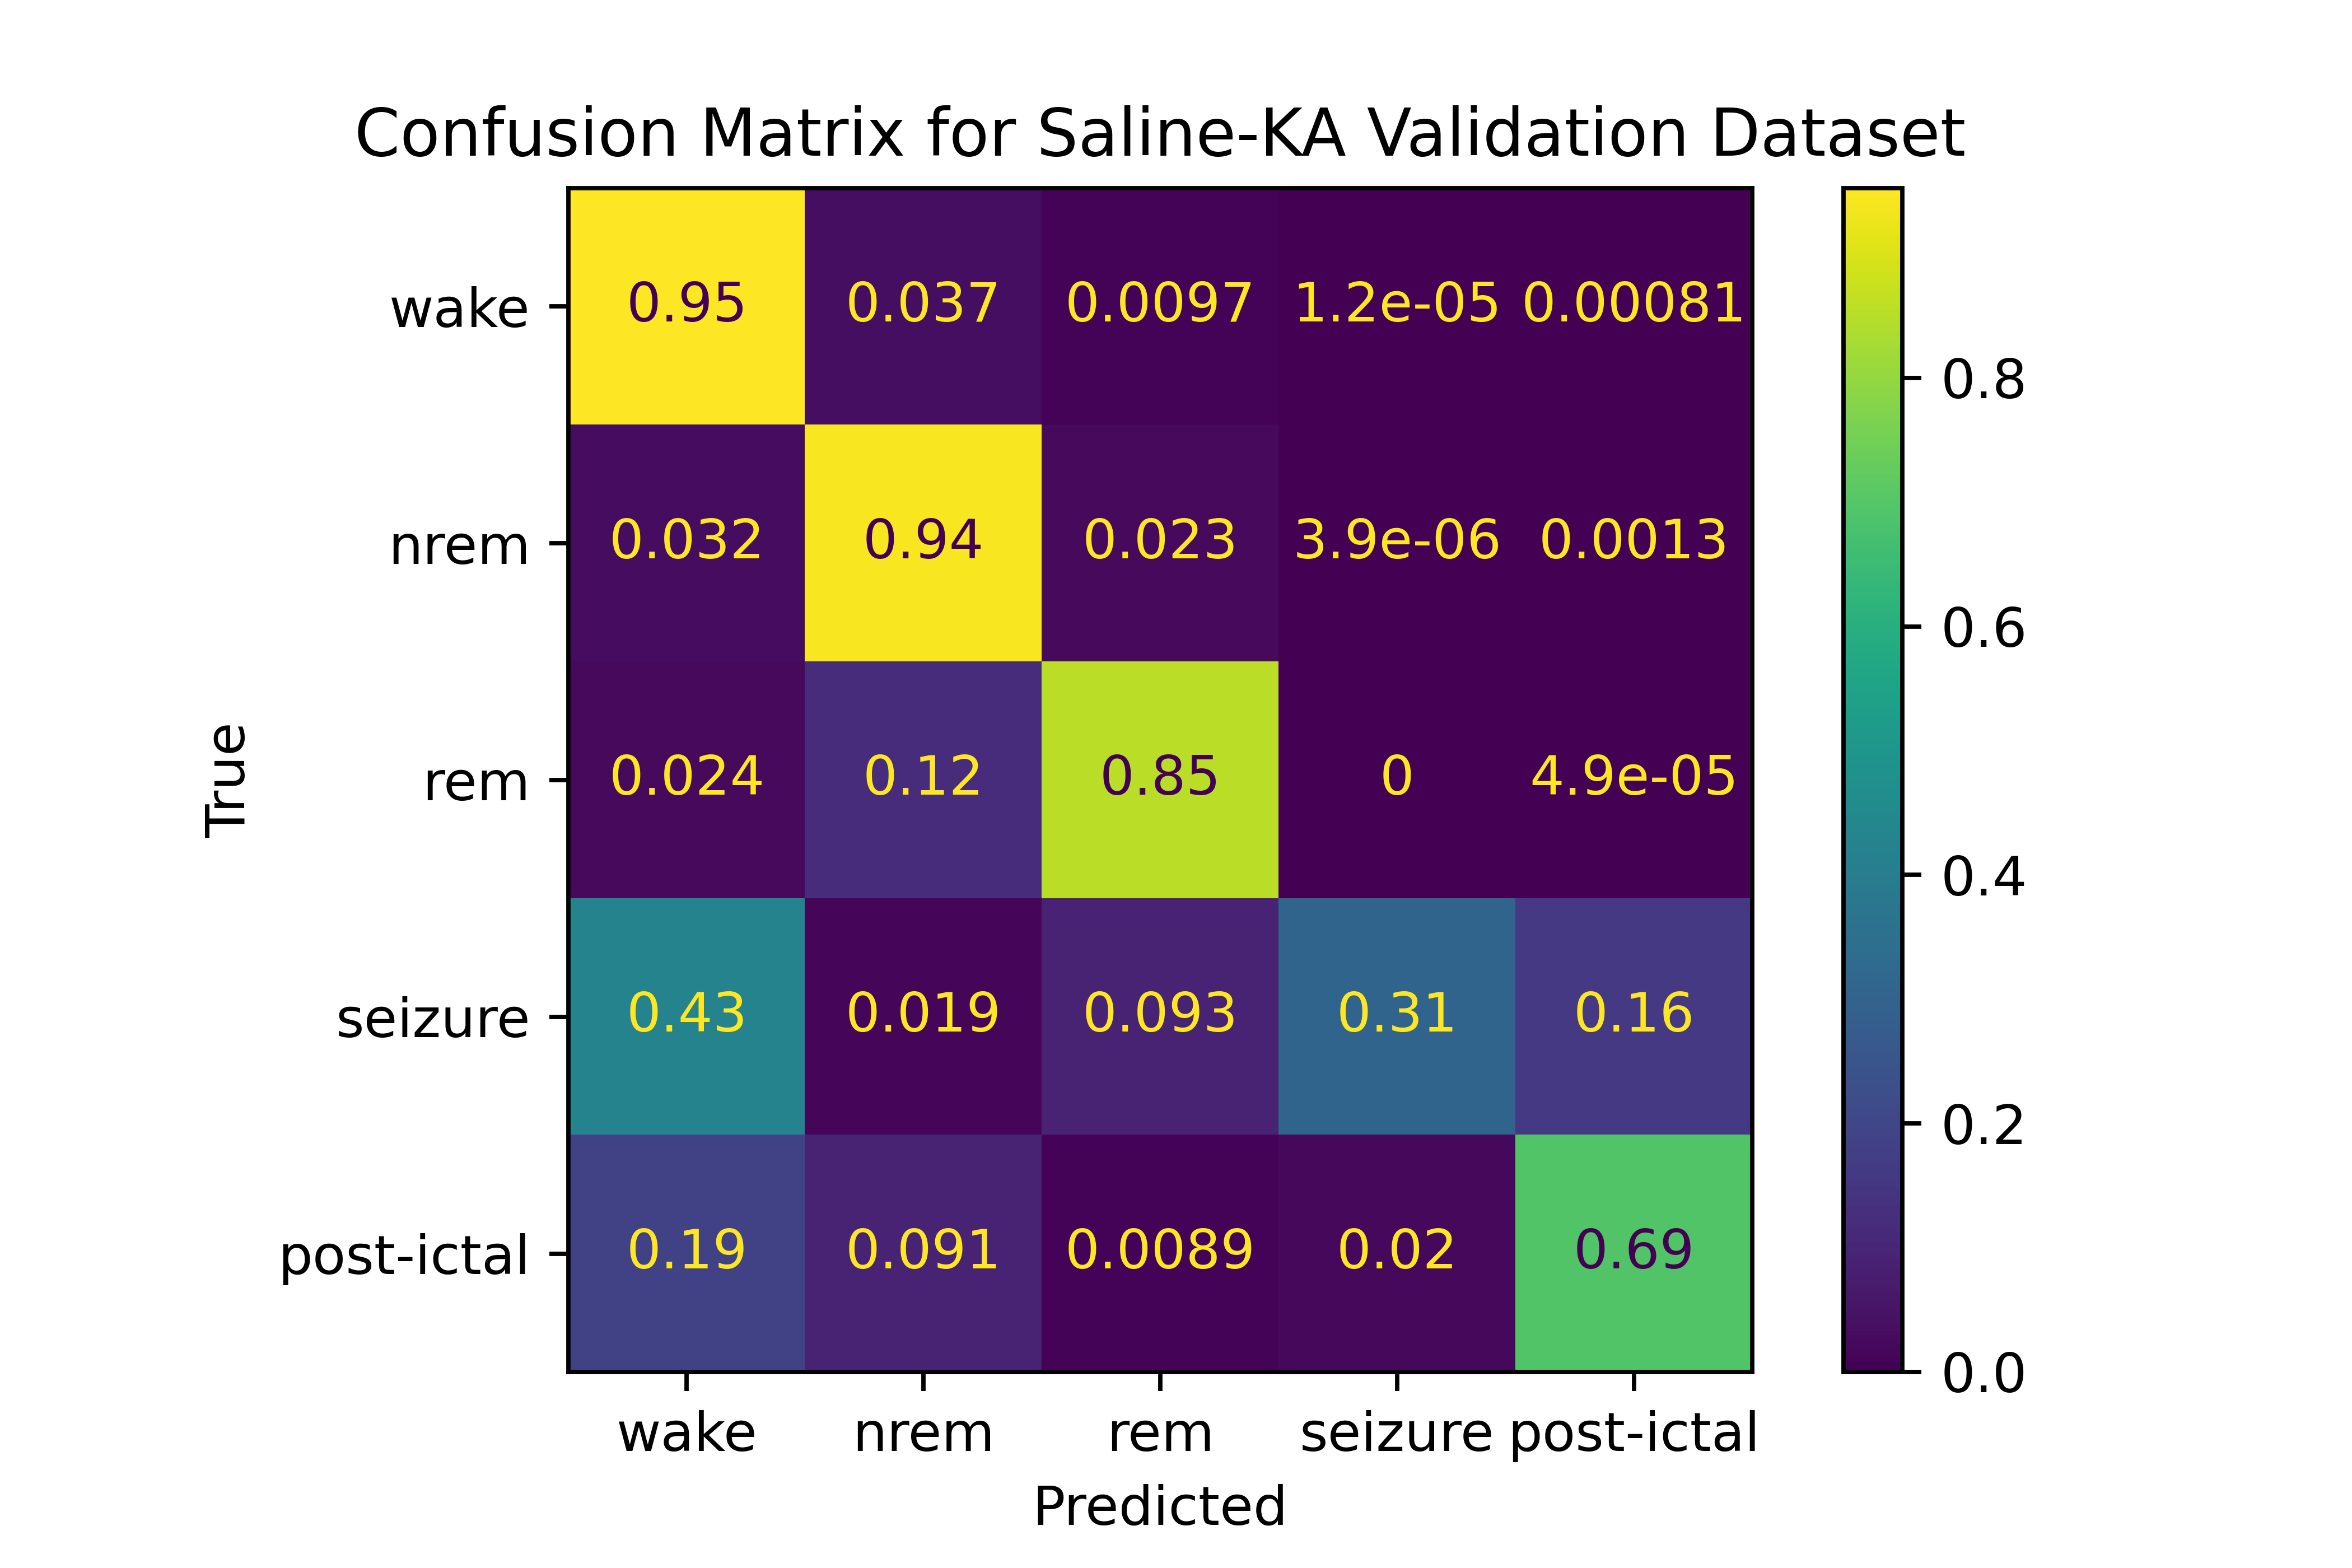 Confusion Matrix for Saline-KA Validation Dataset
wake 0.95 0.037 0.0097 1.2e-05 0.00081
nrem 0.032 0.94 0.023 3.9e-06 0.0013
rem 0.024 0.12 0.85 0 4.9e-05
seizure 0.43 0.019 0.093 0.31 0.16
post-ictal 0.19 0.091 0.0089 0.02 0.69
True
wake nrem rem seizure post-ictal
Predicted
0.8
0.6
0.4
0.2
0.0